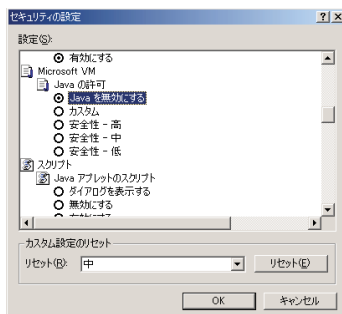 セキュリティの設定
設定(S):
有効にする
Microsoft VM
Java の許可
Java を無効にする
カスタム
安全性 - 高
安全性 - 中
安全性 - 低
スクリプト
Java アプレットのスクリプト
ダイアログを表示する
無効にする
有効にする
カスタム設定のリセット
リセット(R): 中 リセット(E)
OK キャンセル